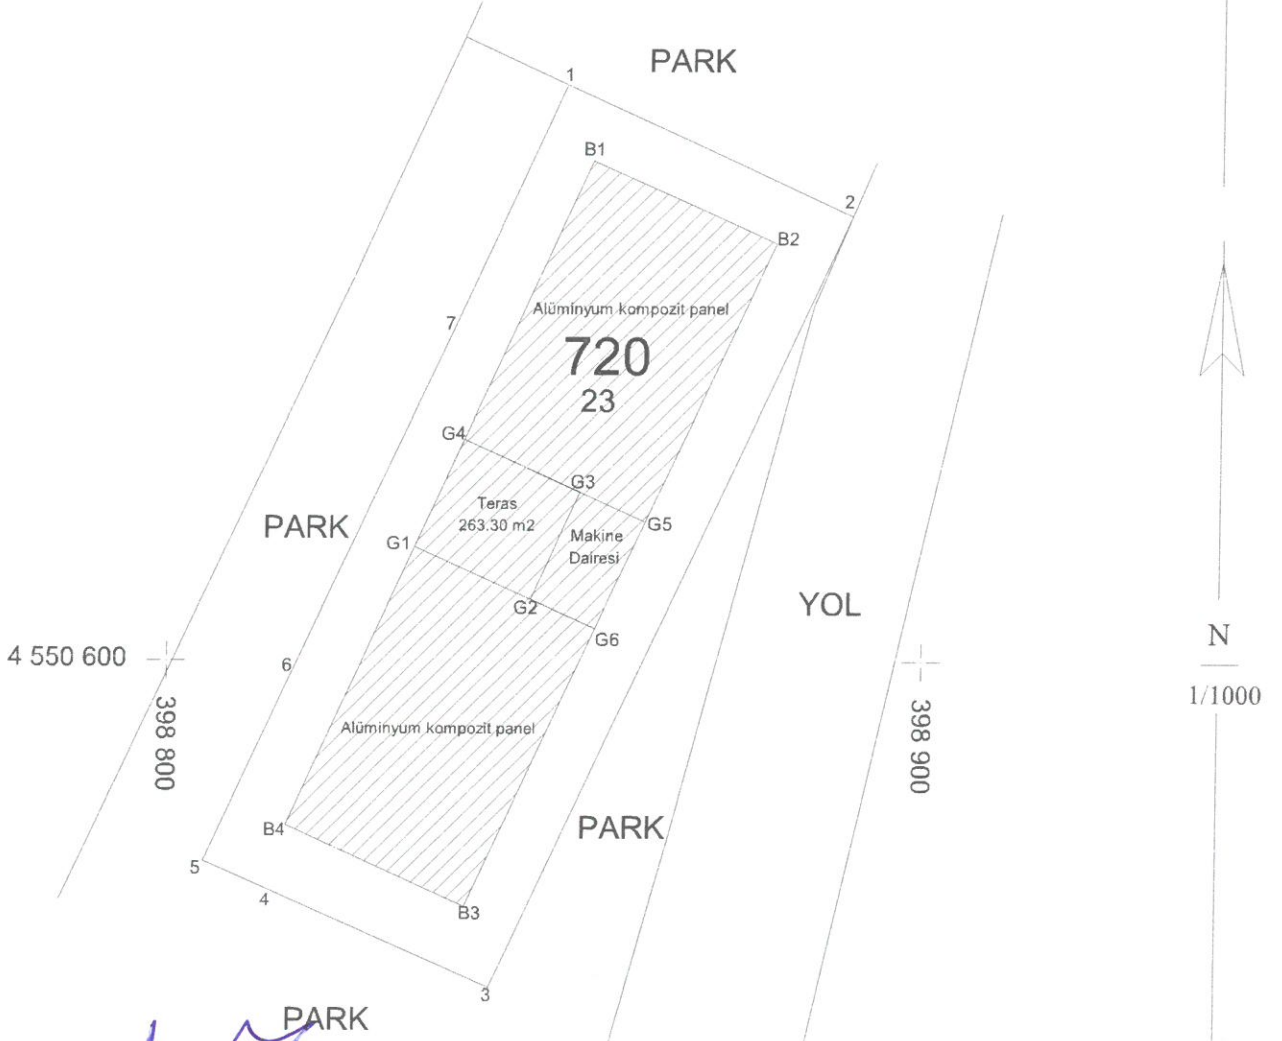 PARK
1
B1
2
B2
Alüminyum kompozit panel
7
720
23
G4
G3
Teras
263.30 m2
G5
PARK
G1
Makine
Dairesi
G2
YOL
G6
N
1/1000
4 550 600
6
398 800
398 900
Alüminyum kompozit panel
B4
PARK
5
4
B3
3
PARK